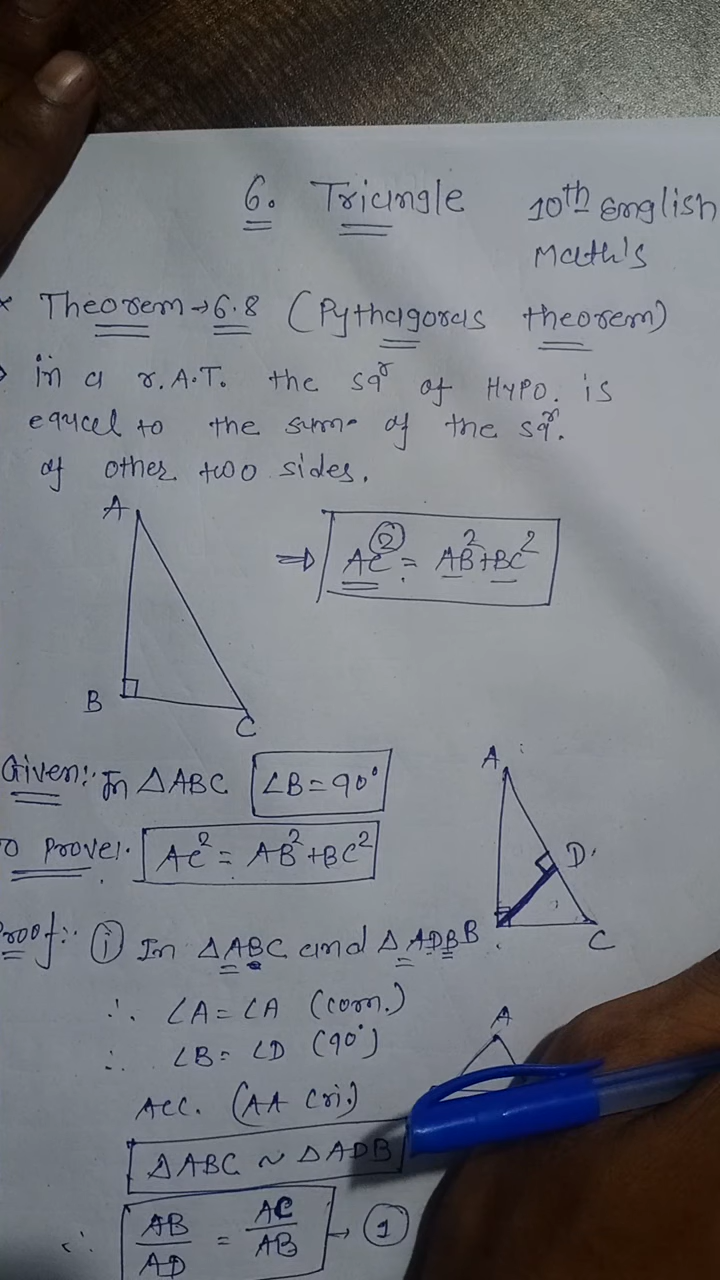 6. Triangle 10th English
Math's
* Theorem → 6.8 (Pythagoras theorem)
in a r.A.T. the sqr of HYPO. is
equal to the sum of the sqr.
of other two sides.
A
B
C
⇒ AC² = AB² + BC²
Given:- In △ABC ∠B = 90°
To Prove:. AC² = AB² + BC²
A
D
B
C
Proof:- ① In △ABC and △ADB
∴ ∠A = ∠A (com.)
∴ ∠B = ∠D (90°)
A
Acc. (AA Cri.)
△ABC ~ △ADB
∴ AB/AD = AC/AB → ①